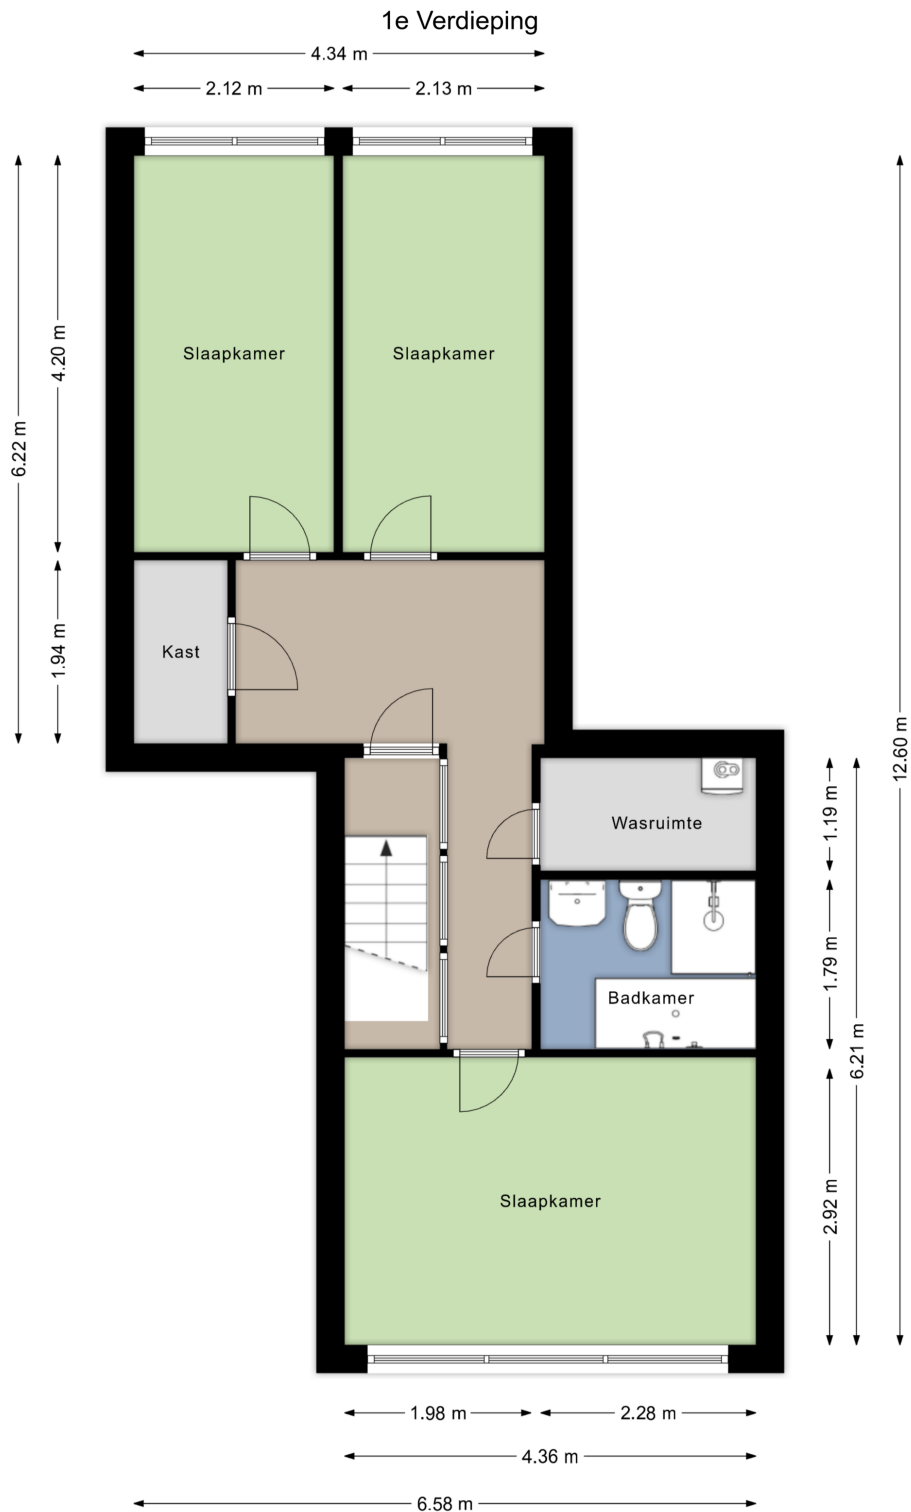 1e Verdieping
4.34 m
2.12 m
2.13 m
Slaapkamer
Slaapkamer
4.20 m
6.22 m
1.94 m
Kast
12.60 m
Wasruimte
1.19 m
Badkamer
1.79 m
6.21 m
Slaapkamer
2.92 m
1.98 m
2.28 m
4.36 m
6.58 m